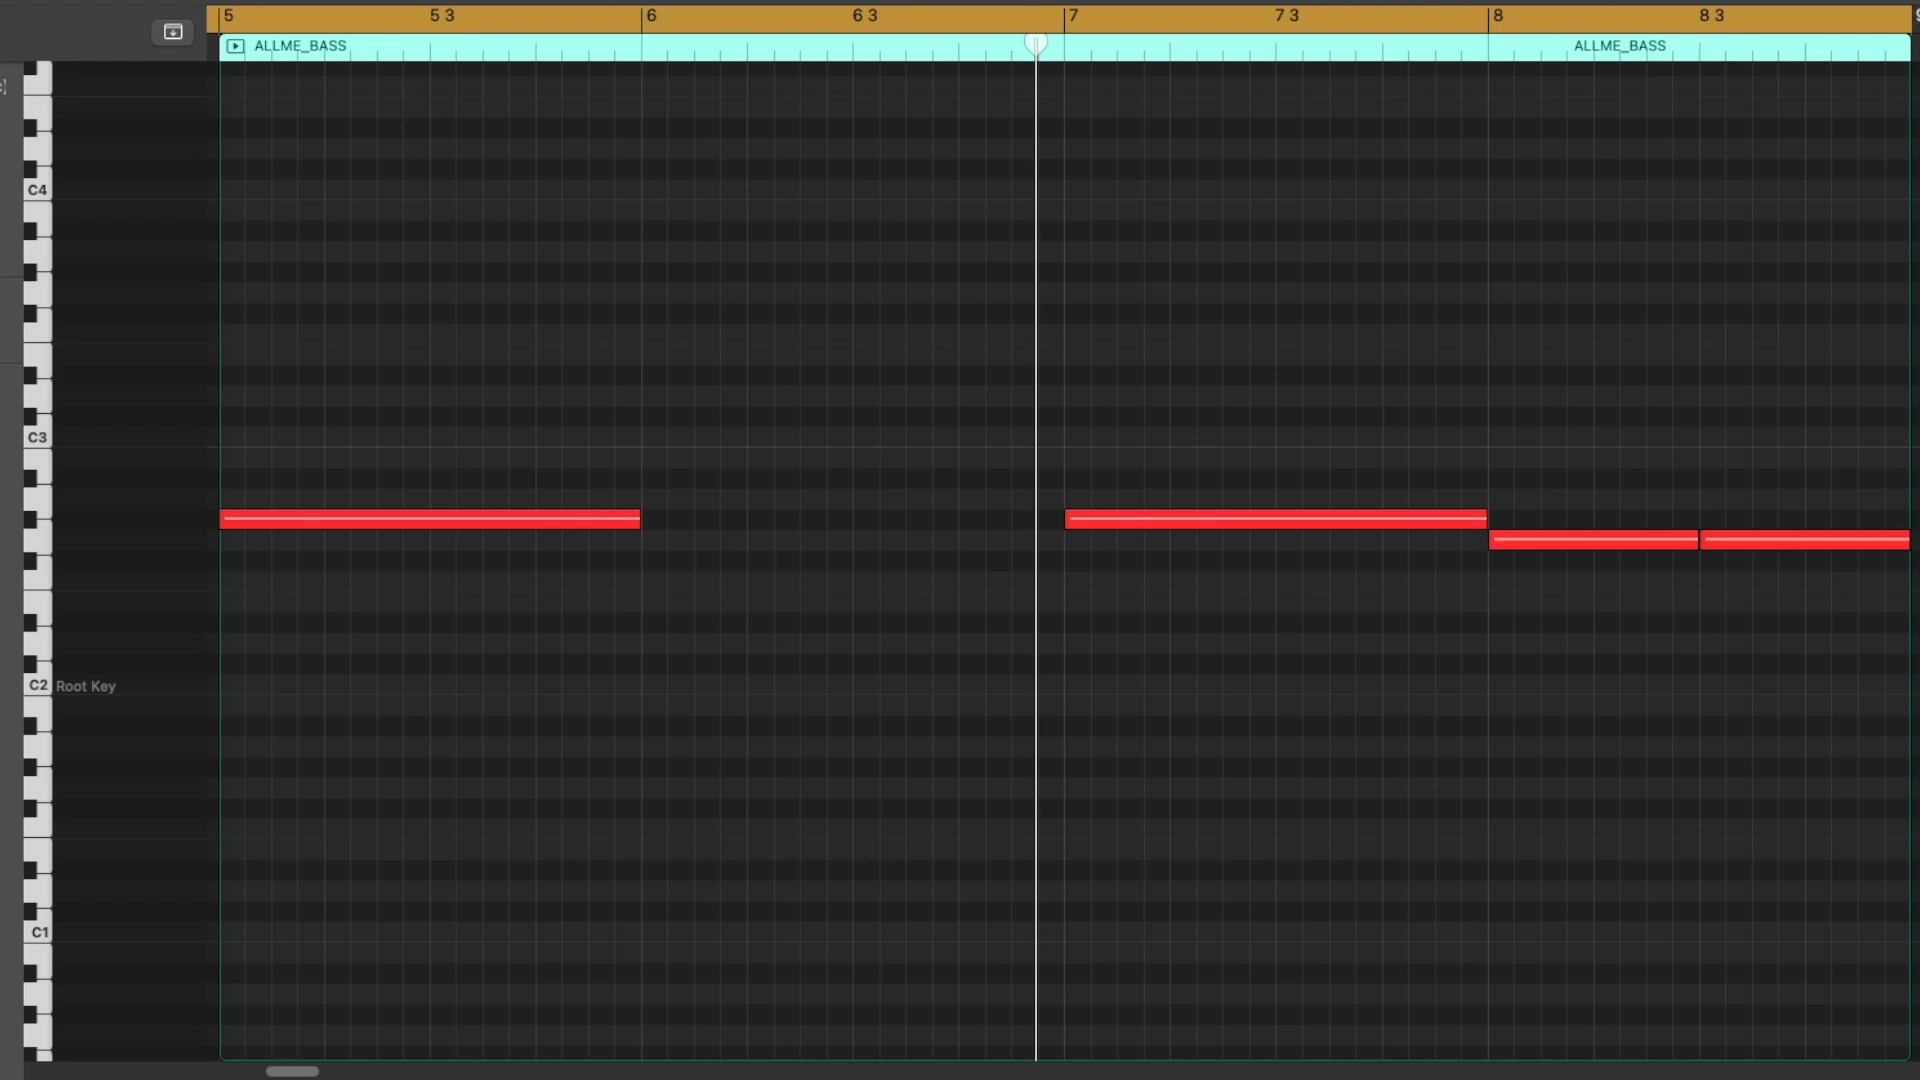 5 5 3 6 6 3 7 7 3 8 8 3
ALLME_BASS ALLME_BASS
C4
C3
C2 Root Key
C1